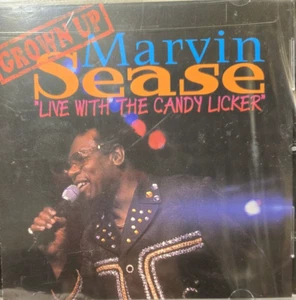 GROWN UP
Marvin
Sease
"LIVE WITH THE CANDY LICKER"